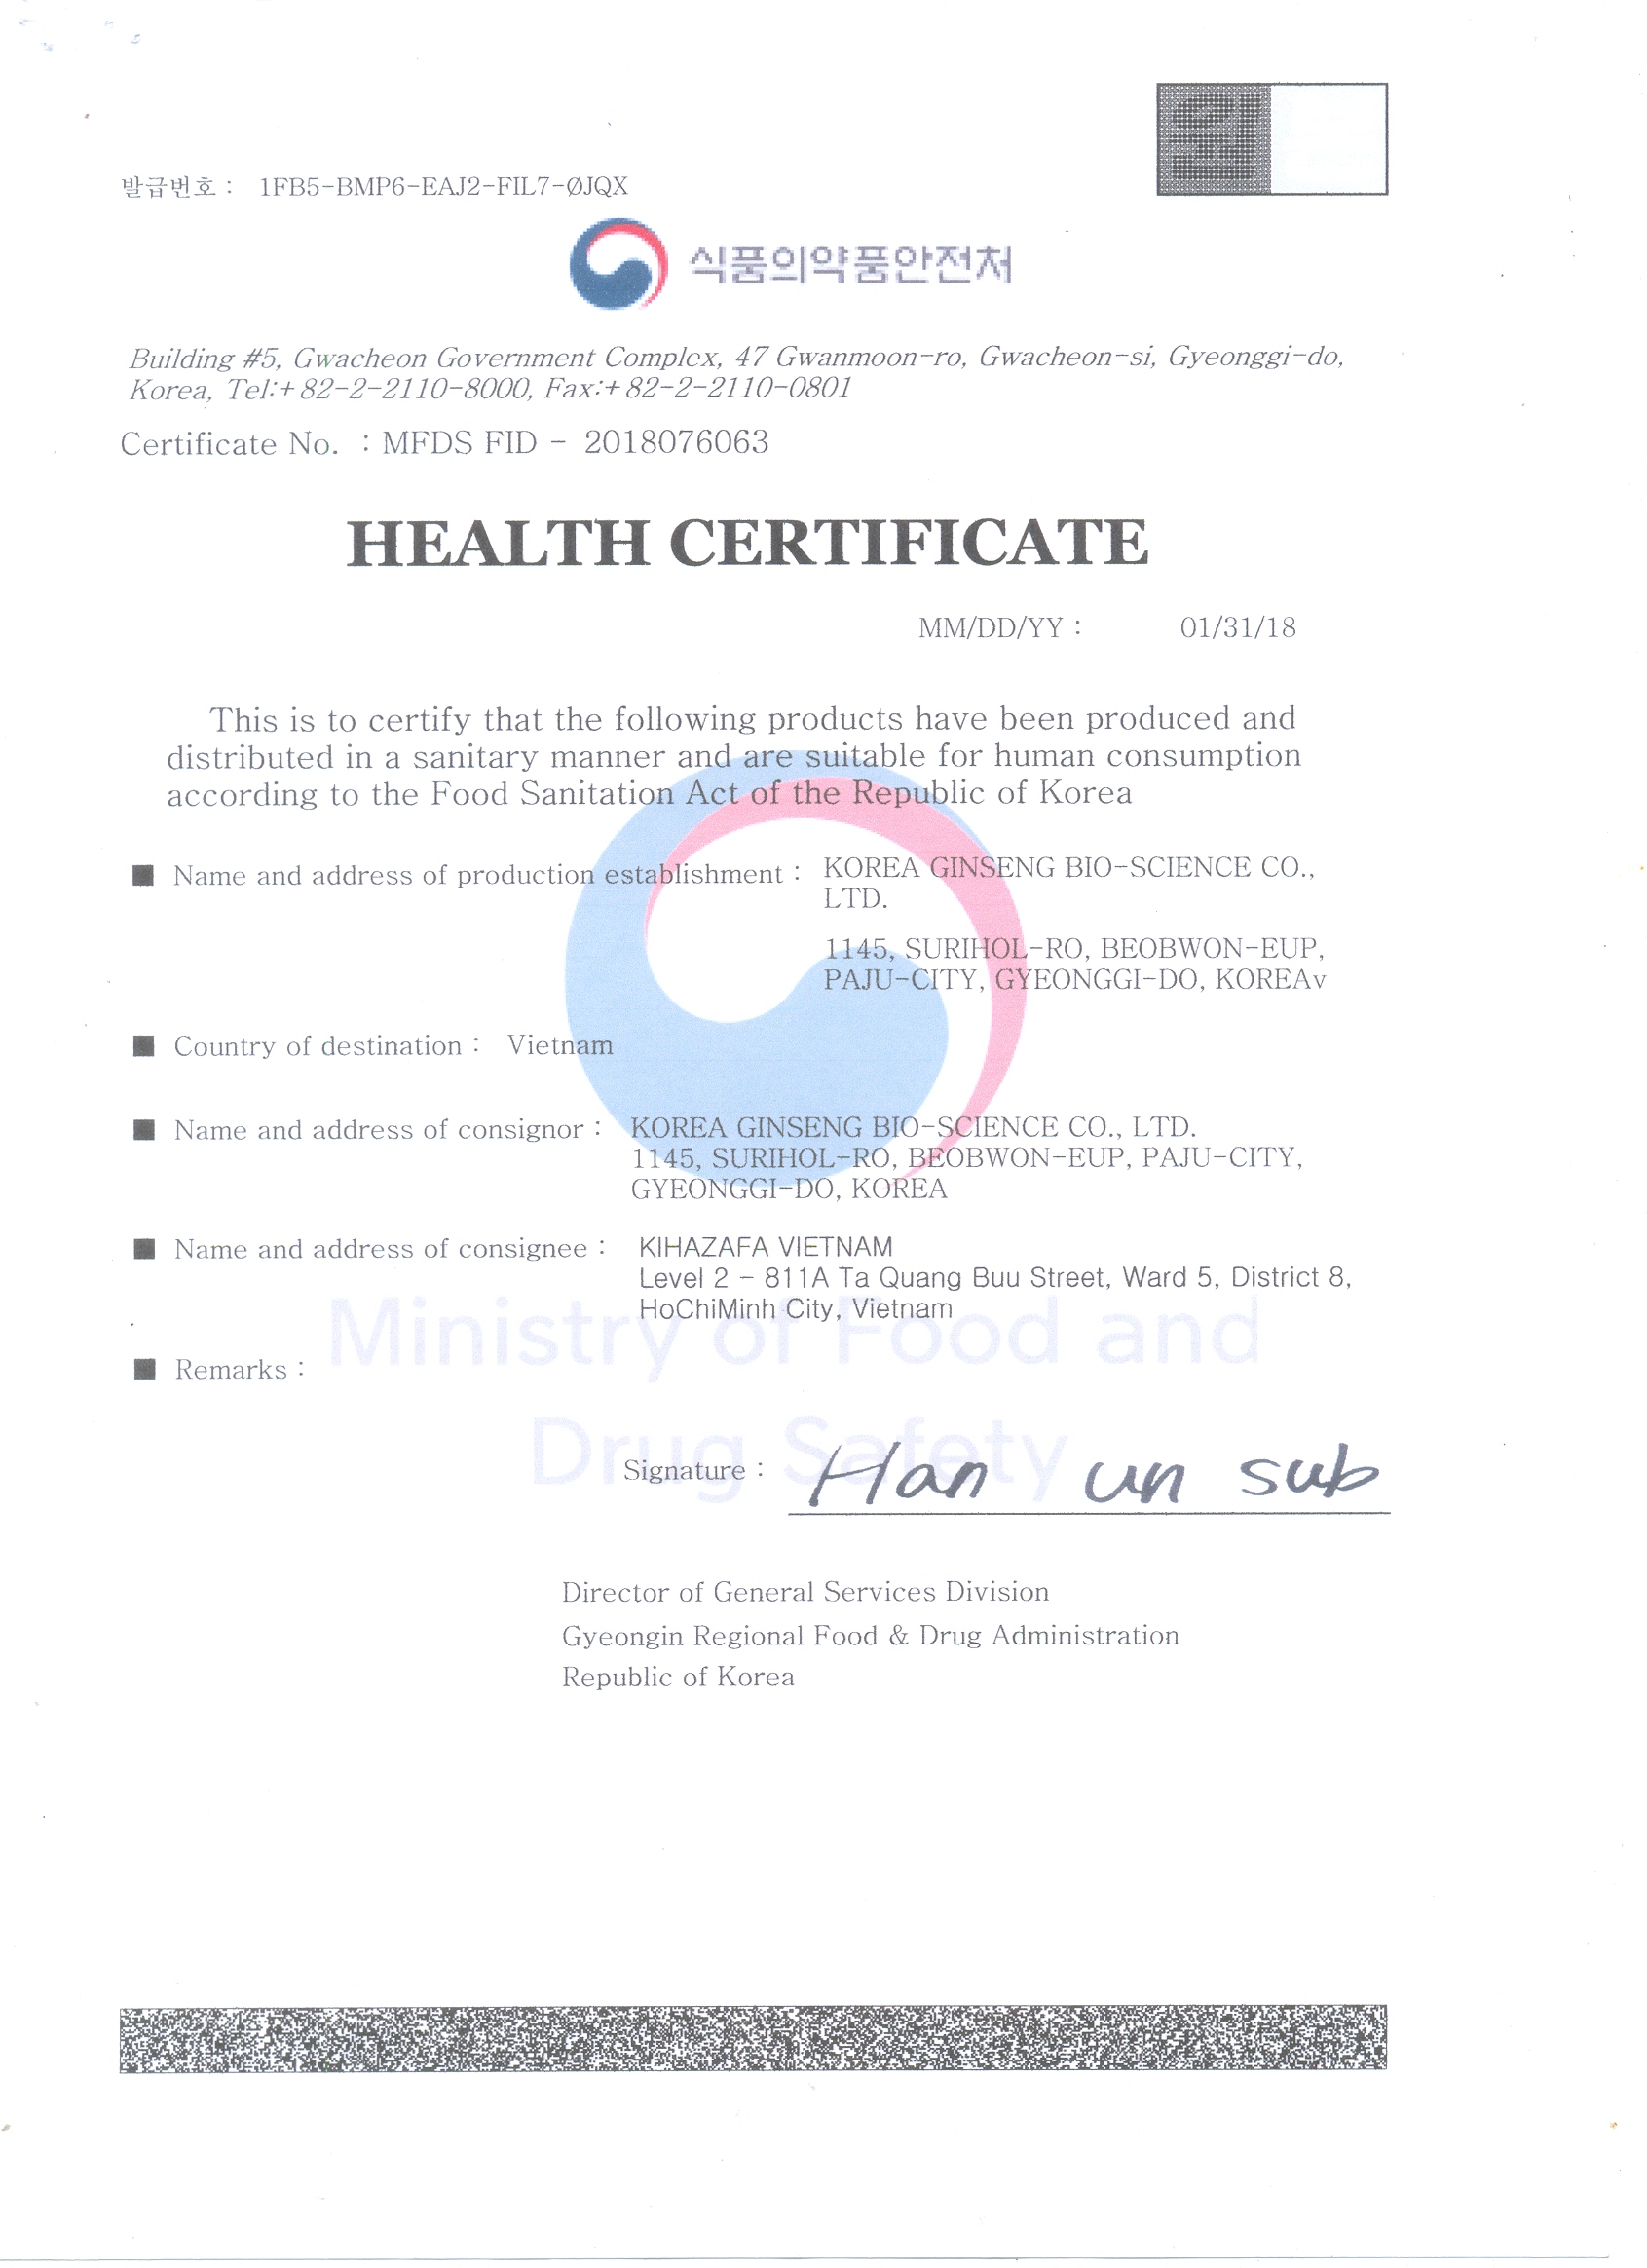 원
발급번호 : 1FB5-BMP6-EAJ2-FIL7-ØJQX
식품의약품안전처
Building #5, Gwacheon Government Complex, 47 Gwanmoon-ro, Gwacheon-si, Gyeonggi-do,
Korea, Tel:+82-2-2110-8000, Fax:+82-2-2110-0801
Certificate No. : MFDS FID - 2018076063
HEALTH CERTIFICATE
MM/DD/YY : 01/31/18
This is to certify that the following products have been produced and
distributed in a sanitary manner and are suitable for human consumption
according to the Food Sanitation Act of the Republic of Korea
■ Name and address of production establishment : KOREA GINSENG BIO-SCIENCE CO.,
LTD.
1145, SURIHOL-RO, BEOBWON-EUP,
PAJU-CITY, GYEONGGI-DO, KOREAv
■ Country of destination : Vietnam
■ Name and address of consignor : KOREA GINSENG BIO-SCIENCE CO., LTD.
1145, SURIHOL-RO, BEOBWON-EUP, PAJU-CITY,
GYEONGGI-DO, KOREA
■ Name and address of consignee : KIHAZAFA VIETNAM
Level 2 - 811A Ta Quang Buu Street, Ward 5, District 8,
HoChiMinh City, Vietnam
Ministry of Food and
■ Remarks :
Drug Safety
Signature : Han un sub
Director of General Services Division
Gyeongin Regional Food & Drug Administration
Republic of Korea